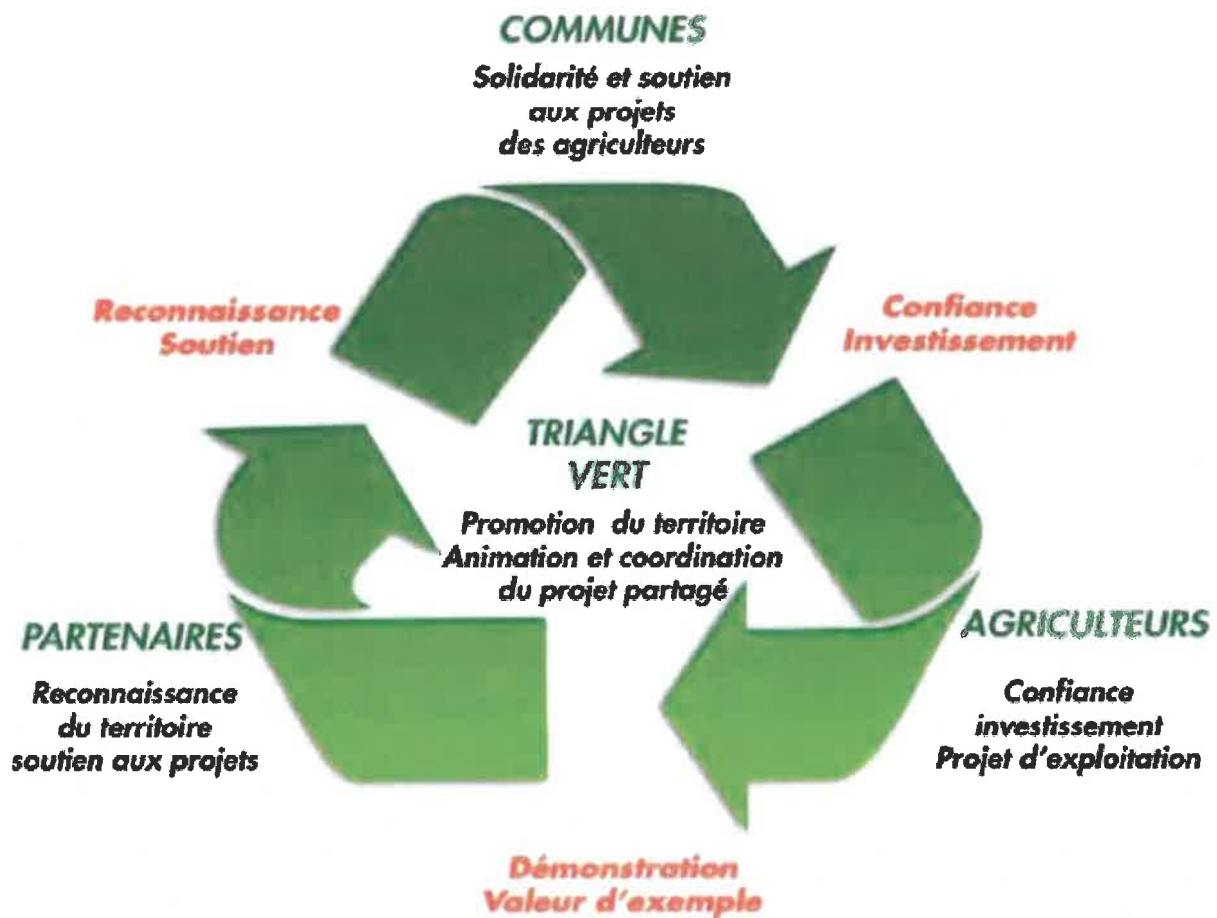 COMMUNES
Solidarité et soutien
aux projets
des agriculteurs
Reconnaissance
Soutien
Confiance
Investissement
TRIANGLE
VERT
Promotion du territoire
Animation et coordination
du projet partagé
PARTENAIRES
Reconnaissance
du territoire
soutien aux projets
AGRICULTEURS
Confiance
investissement
Projet d'exploitation
Démonstration
Valeur d'exemple